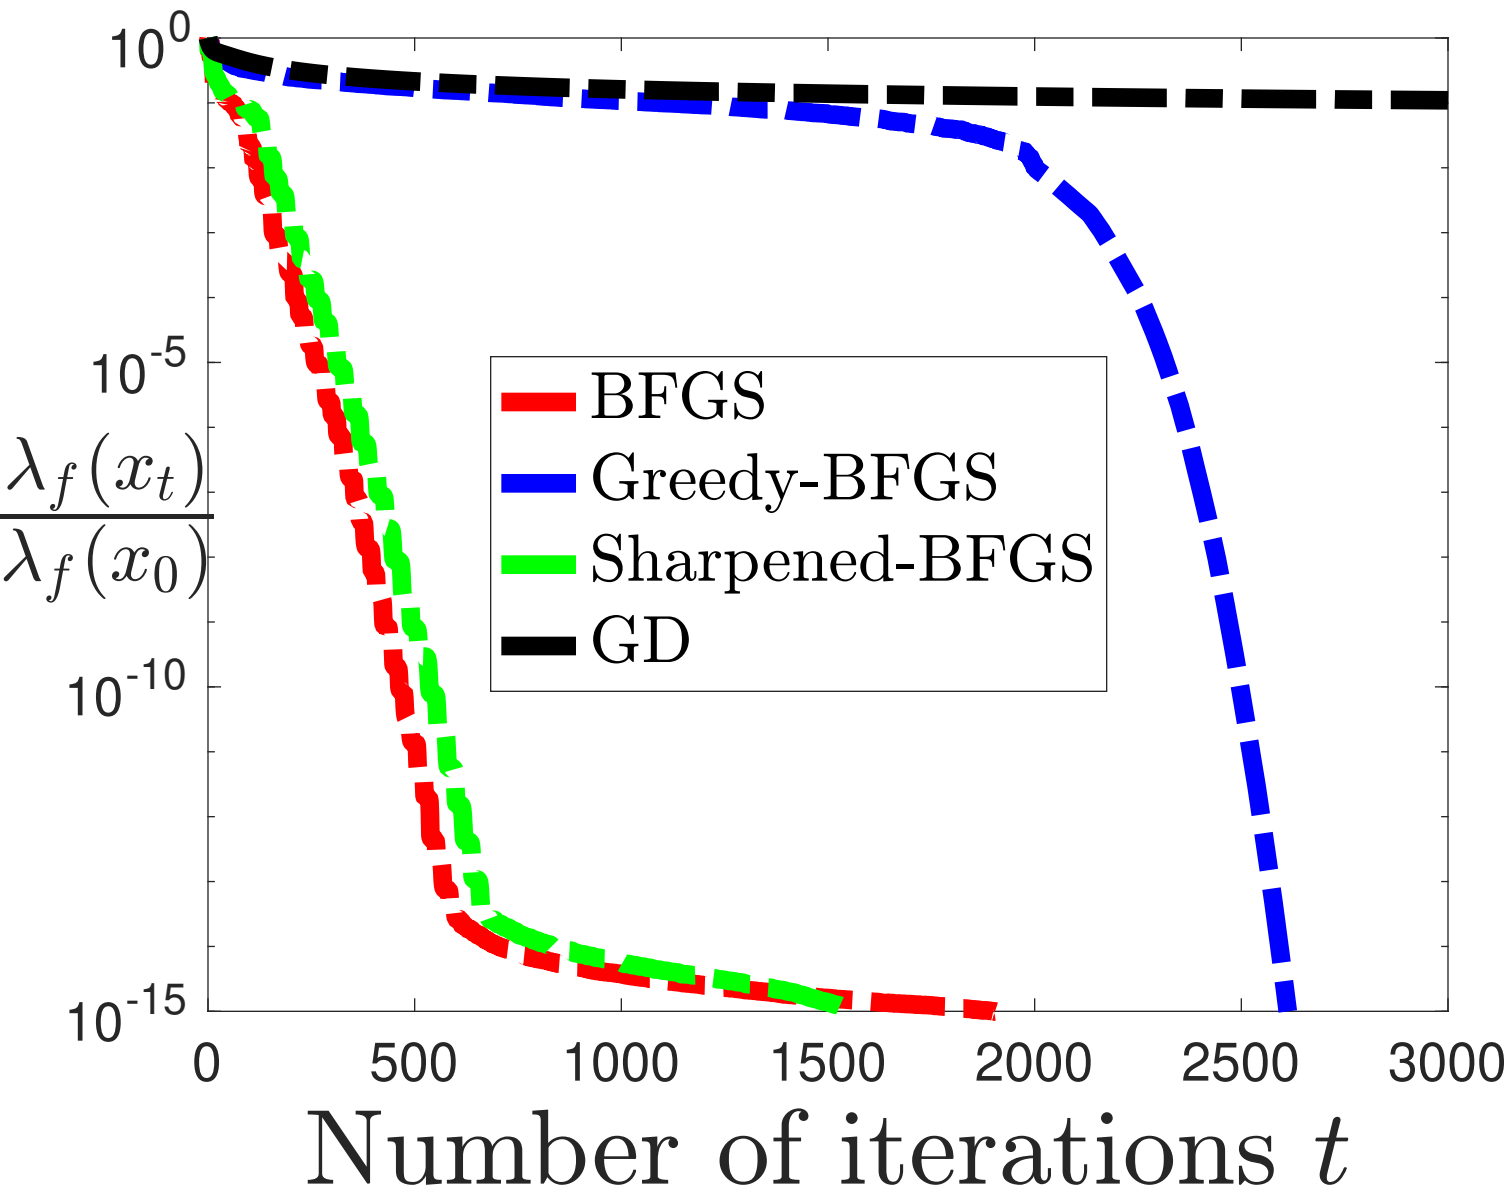 10^0
10^-5
10^-10
10^-15
λ_f(x_t)
λ_f(x_0)
BFGS
Greedy-BFGS
Sharpened-BFGS
GD
0 500 1000 1500 2000 2500 3000
Number of iterations t